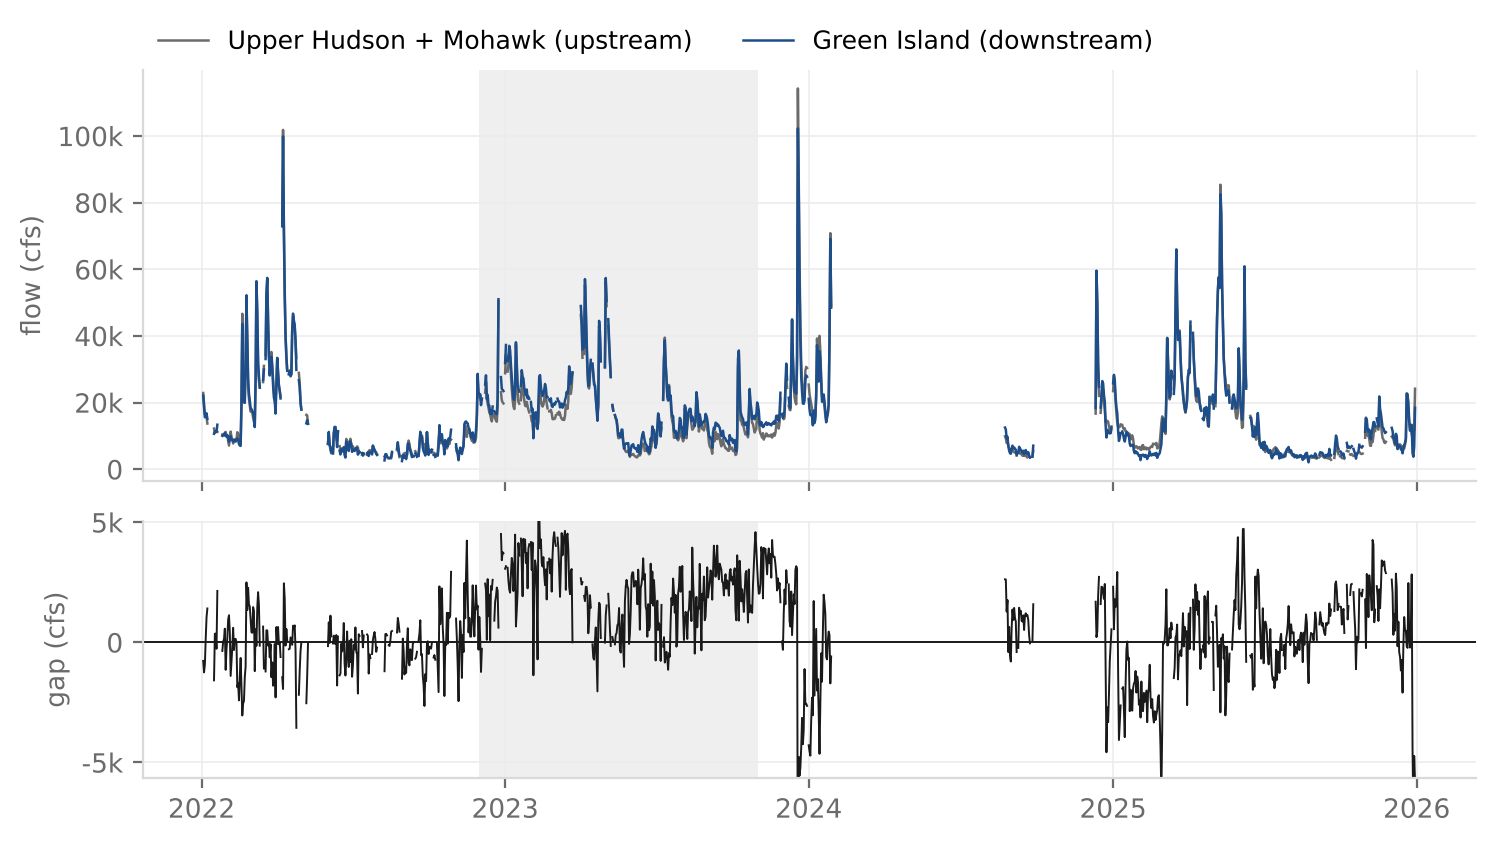 Upper Hudson + Mohawk (upstream)
Green Island (downstream)
flow (cfs)
100k
80k
60k
40k
20k
0
gap (cfs)
5k
0
-5k
2022
2023
2024
2025
2026